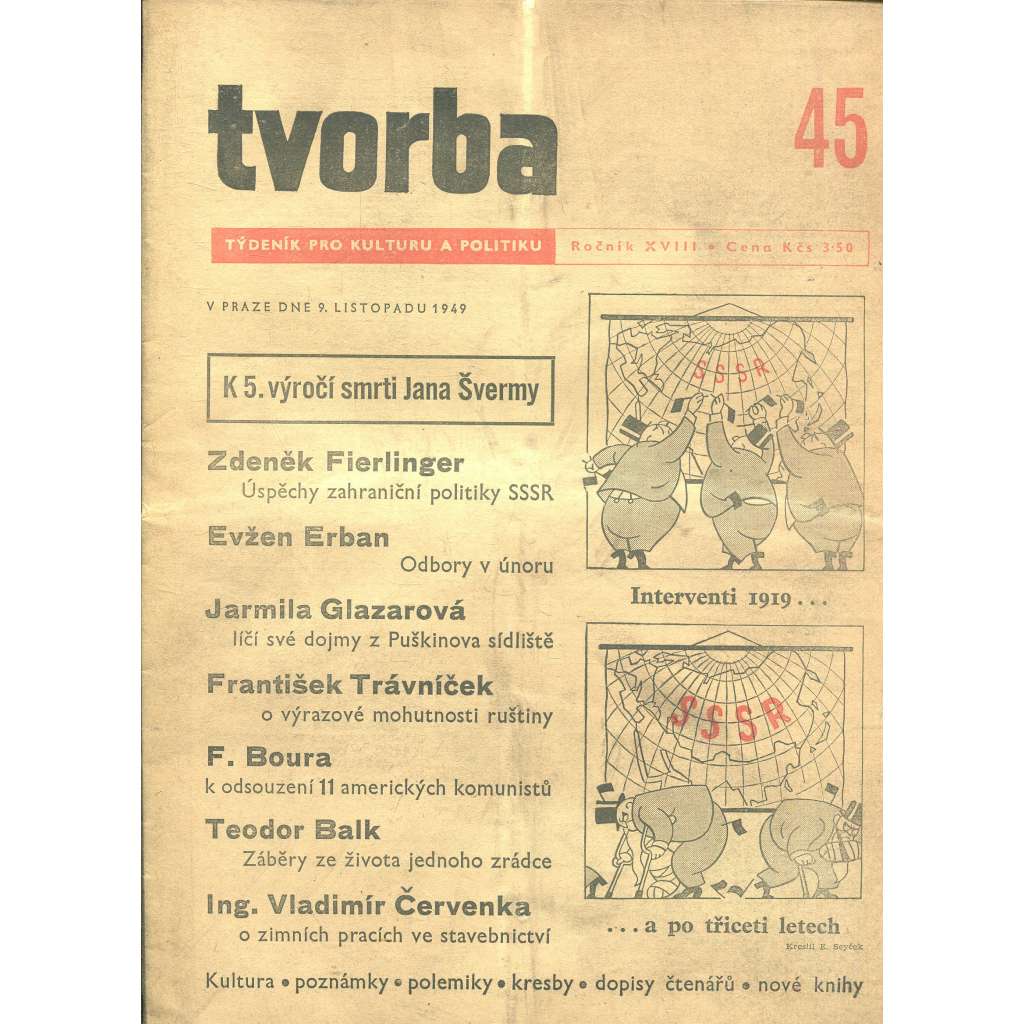 tvorba
45
TÝDENÍK PRO KULTURU A POLITIKU
Ročník XVIII • Cena Kčs 3·50
V PRAZE DNE 9. LISTOPADU 1949
K 5. výročí smrti Jana Švermy
Zdeněk Fierlinger
Úspěchy zahraniční politiky SSSR
Evžen Erban
Odbory v únoru
Jarmila Glazarová
líčí své dojmy z Puškinova sídliště
František Trávníček
o výrazové mohutnosti ruštiny
F. Boura
k odsouzení 11 amerických komunistů
Teodor Balk
Záběry ze života jednoho zrádce
Ing. Vladimír Červenka
o zimních pracích ve stavebnictví
SSSR
Interventi 1919...
SSSR
...a po třiceti letech
Kreslil E. Seyček
Kultura • poznámky • polemiky • kresby • dopisy čtenářů • nové knihy